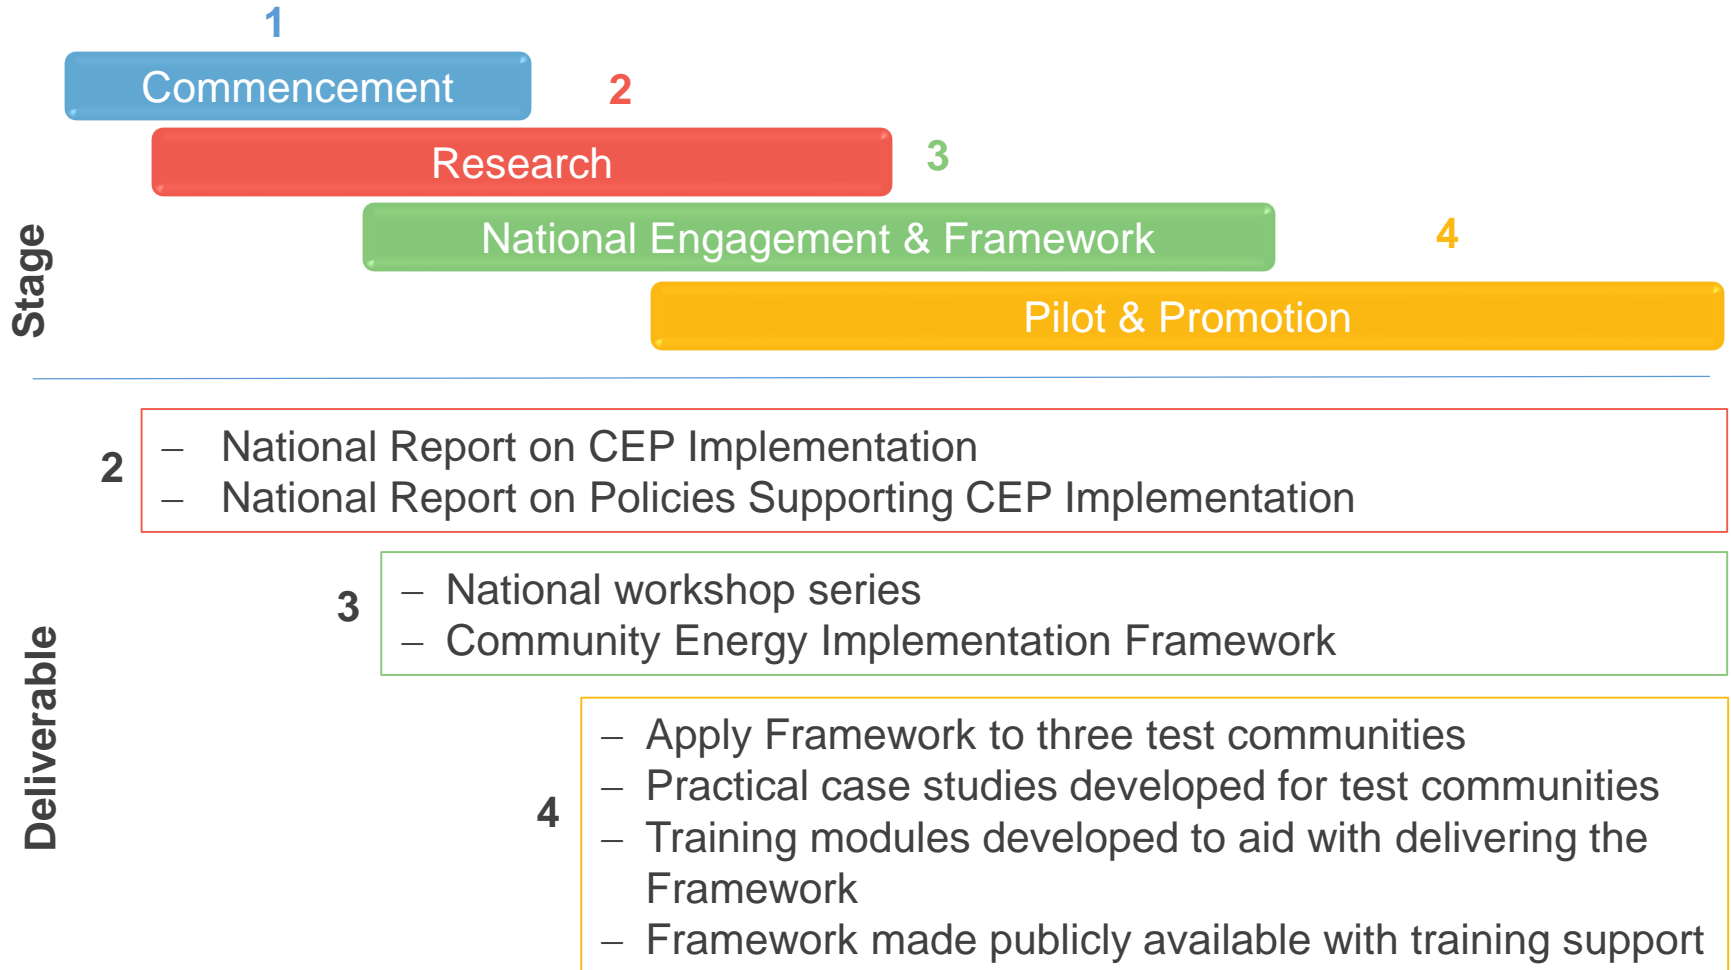 1
Commencement
2
Research
3
National Engagement & Framework
4
Pilot & Promotion
Stage
2
– National Report on CEP Implementation
– National Report on Policies Supporting CEP Implementation
3
– National workshop series
– Community Energy Implementation Framework
Deliverable
4
– Apply Framework to three test communities
– Practical case studies developed for test communities
– Training modules developed to aid with delivering the
Framework
– Framework made publicly available with training support